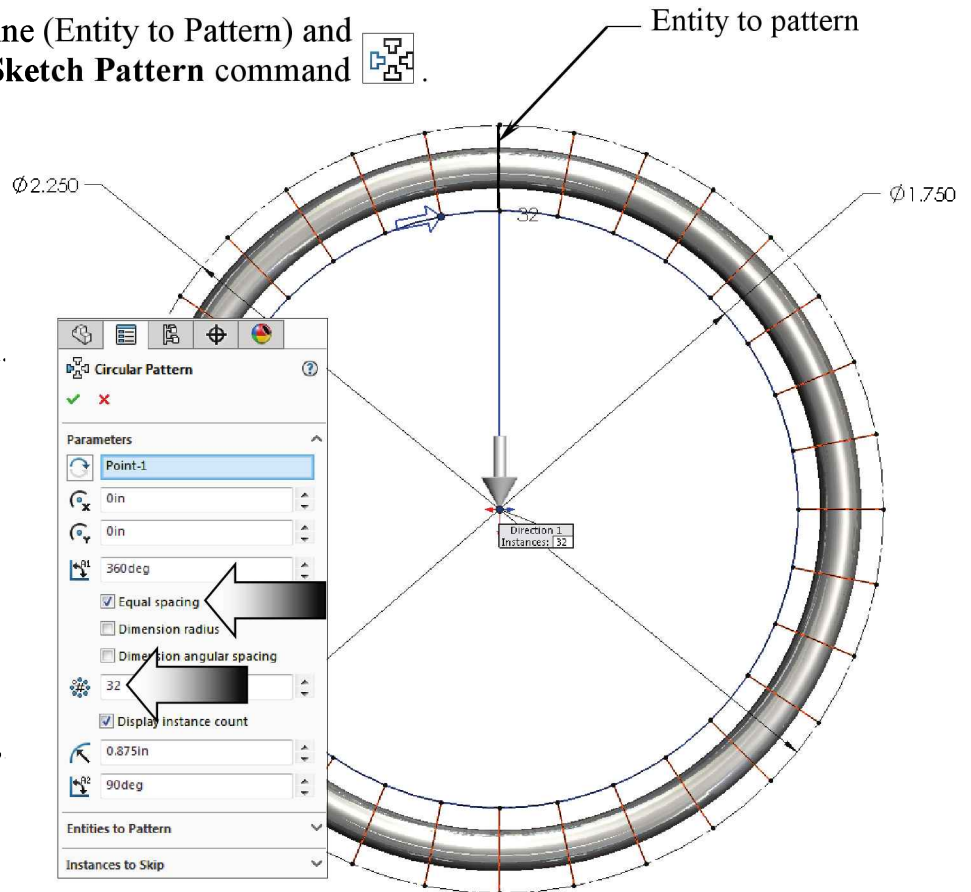 ne (Entity to Pattern) and
Sketch Pattern command .
Entity to pattern
Ø2.250
Ø1.750
32
Circular Pattern
Parameters
Point-1
0in
0in
360deg
Equal spacing
Dimension radius
Dimension angular spacing
32
Display instance count
0.875in
90deg
Entities to Pattern
Instances to Skip
Direction 1
Instances: 32